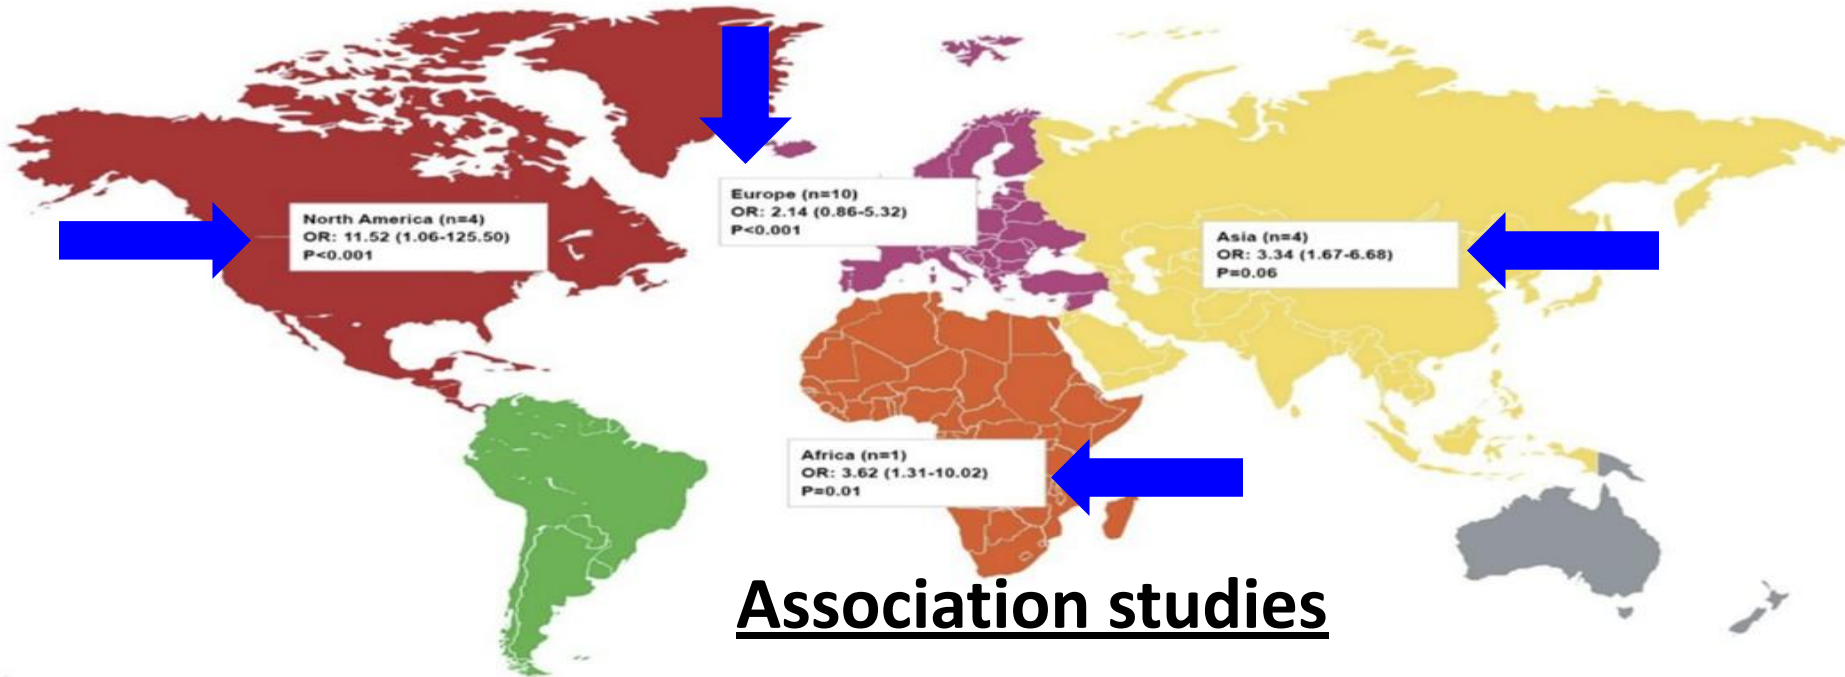 North America (n=4)
OR: 11.52 (1.06-125.50)
P<0.001
Europe (n=10)
OR: 2.14 (0.86-5.32)
P<0.001
Asia (n=4)
OR: 3.34 (1.67-6.68)
P=0.06
Africa (n=1)
OR: 3.62 (1.31-10.02)
P=0.01
Association studies